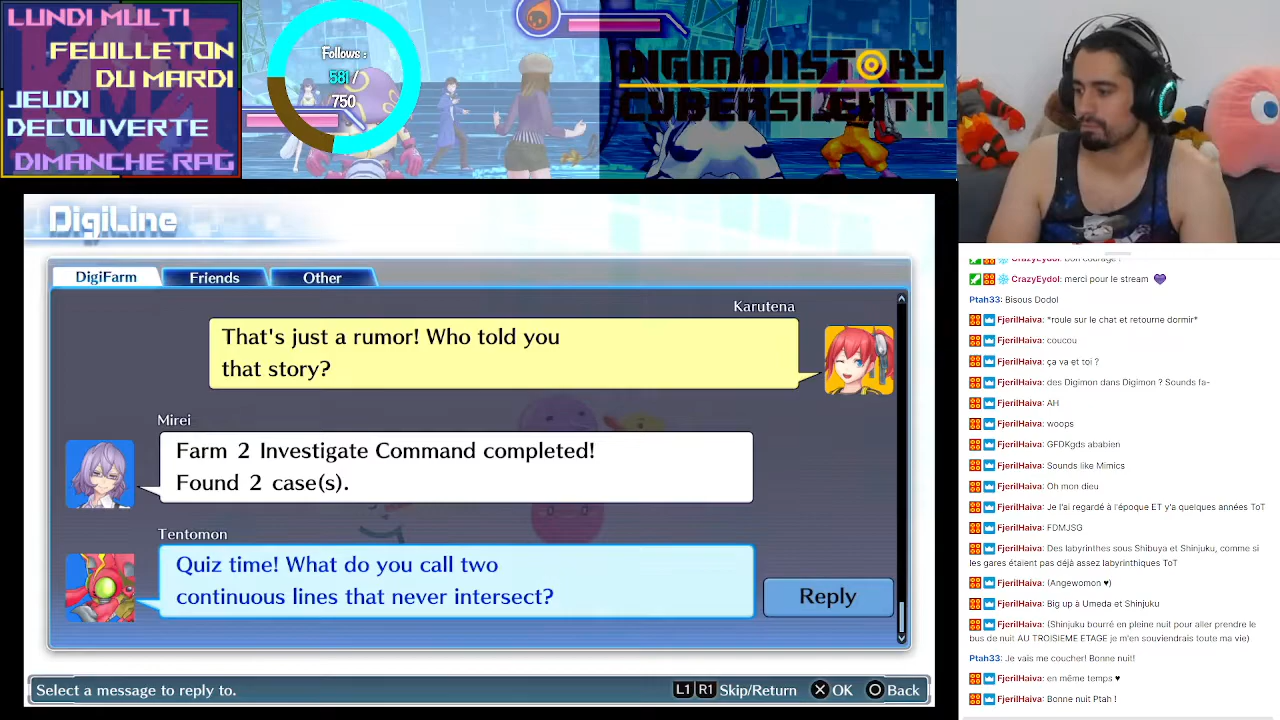 LUNDI MULTI
FEUILLETON
DU MARDI
JEUDI
DECOUVERTE
DIMANCHE RPG
Follows :
581 /
750
DIGIMON STORY
CYBER SLEUTH
DigiLine
DigiFarm
Friends
Other
Karutena
That's just a rumor! Who told you
that story?
Mirei
Farm 2 Investigate Command completed!
Found 2 case(s).
Tentomon
Quiz time! What do you call two
continuous lines that never intersect?
Reply
Select a message to reply to.
L1 R1 Skip/Return OK Back
CrazyEydol: merci pour le stream
Ptah33: Bisous Dodol
FjerilHaiva: *roule sur le chat et retourne dormir*
FjerilHaiva: coucou
FjerilHaiva: ça va et toi ?
FjerilHaiva: des Digimon dans Digimon ? Sounds fa-
FjerilHaiva: AH
FjerilHaiva: woops
FjerilHaiva: GFDKgds ababien
FjerilHaiva: Sounds like Mimics
FjerilHaiva: Oh mon dieu
FjerilHaiva: Je l'ai regardé à l'époque ET y'a quelques années ToT
FjerilHaiva: FDMJSG
FjerilHaiva: Des labyrinthes sous Shibuya et Shinjuku, comme si
les gares étaient pas déjà assez labyrinthiques ToT
FjerilHaiva: (Angewomon ♥)
FjerilHaiva: Big up à Umeda et Shinjuku
FjerilHaiva: (Shinjuku bourré en pleine nuit pour aller prendre le
bus de nuit AU TROISIEME ETAGE je m'en souviendrais toute ma vie)
Ptah33: Je vais me coucher! Bonne nuit!
FjerilHaiva: en même temps ♥
FjerilHaiva: Bonne nuit Ptah !